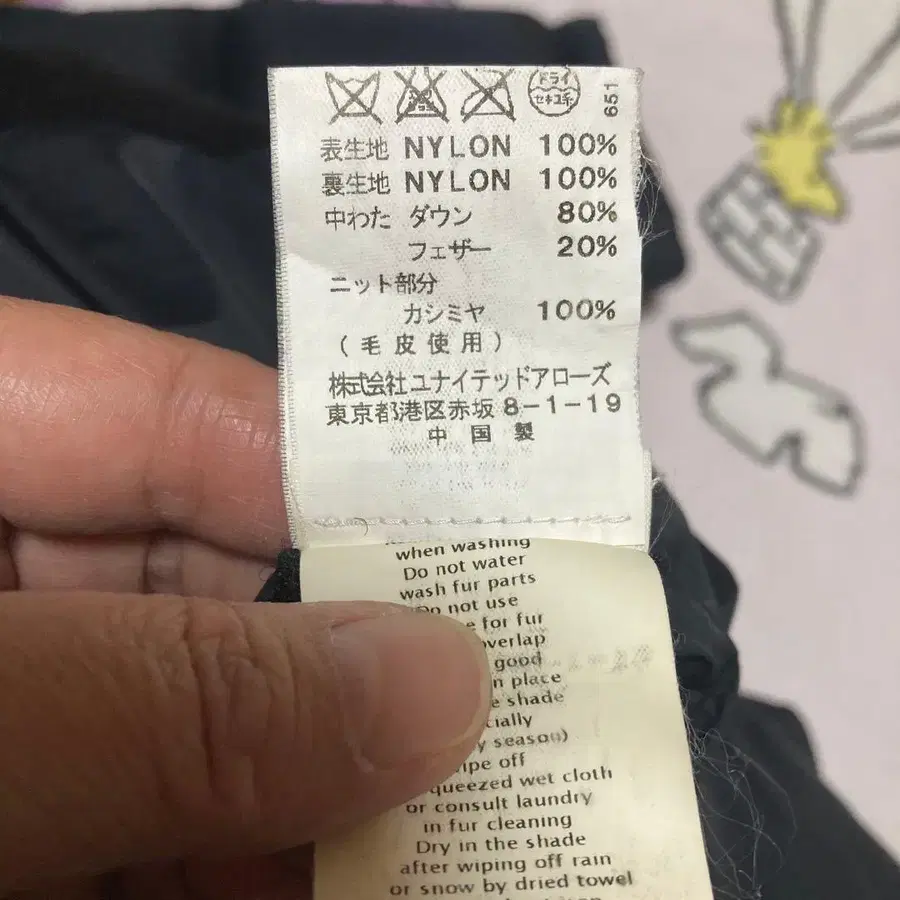 ドライ
セキユ系
651
表生地 NYLON 100%
裏生地 NYLON 100%
中わた ダウン 80%
フェザー 20%
ニット部分
カシミヤ 100%
(毛皮使用)
株式会社ユナイテッドアローズ
東京都港区赤坂8-1-19
中国製
when washing
Do not water
wash fur parts
Do not use
for fur
overlap
good
place
shade
season)
wipe off
squeezed wet cloth
or consult laundry
in fur cleaning
Dry in the shade
after wiping off rain
or snow by dried towel